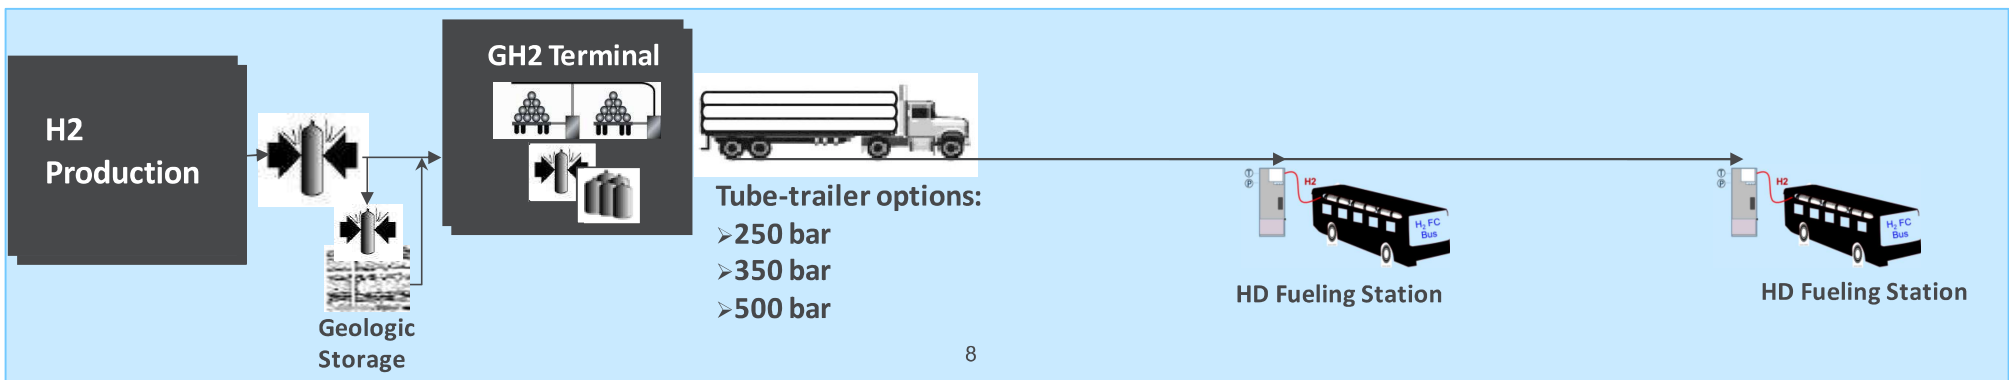 H2
Production
GH2 Terminal
Geologic
Storage
Tube-trailer options:
➢250 bar
➢350 bar
➢500 bar
T
P
H2
H₂ FC
Bus
HD Fueling Station
T
P
H2
H₂ FC
Bus
HD Fueling Station
8